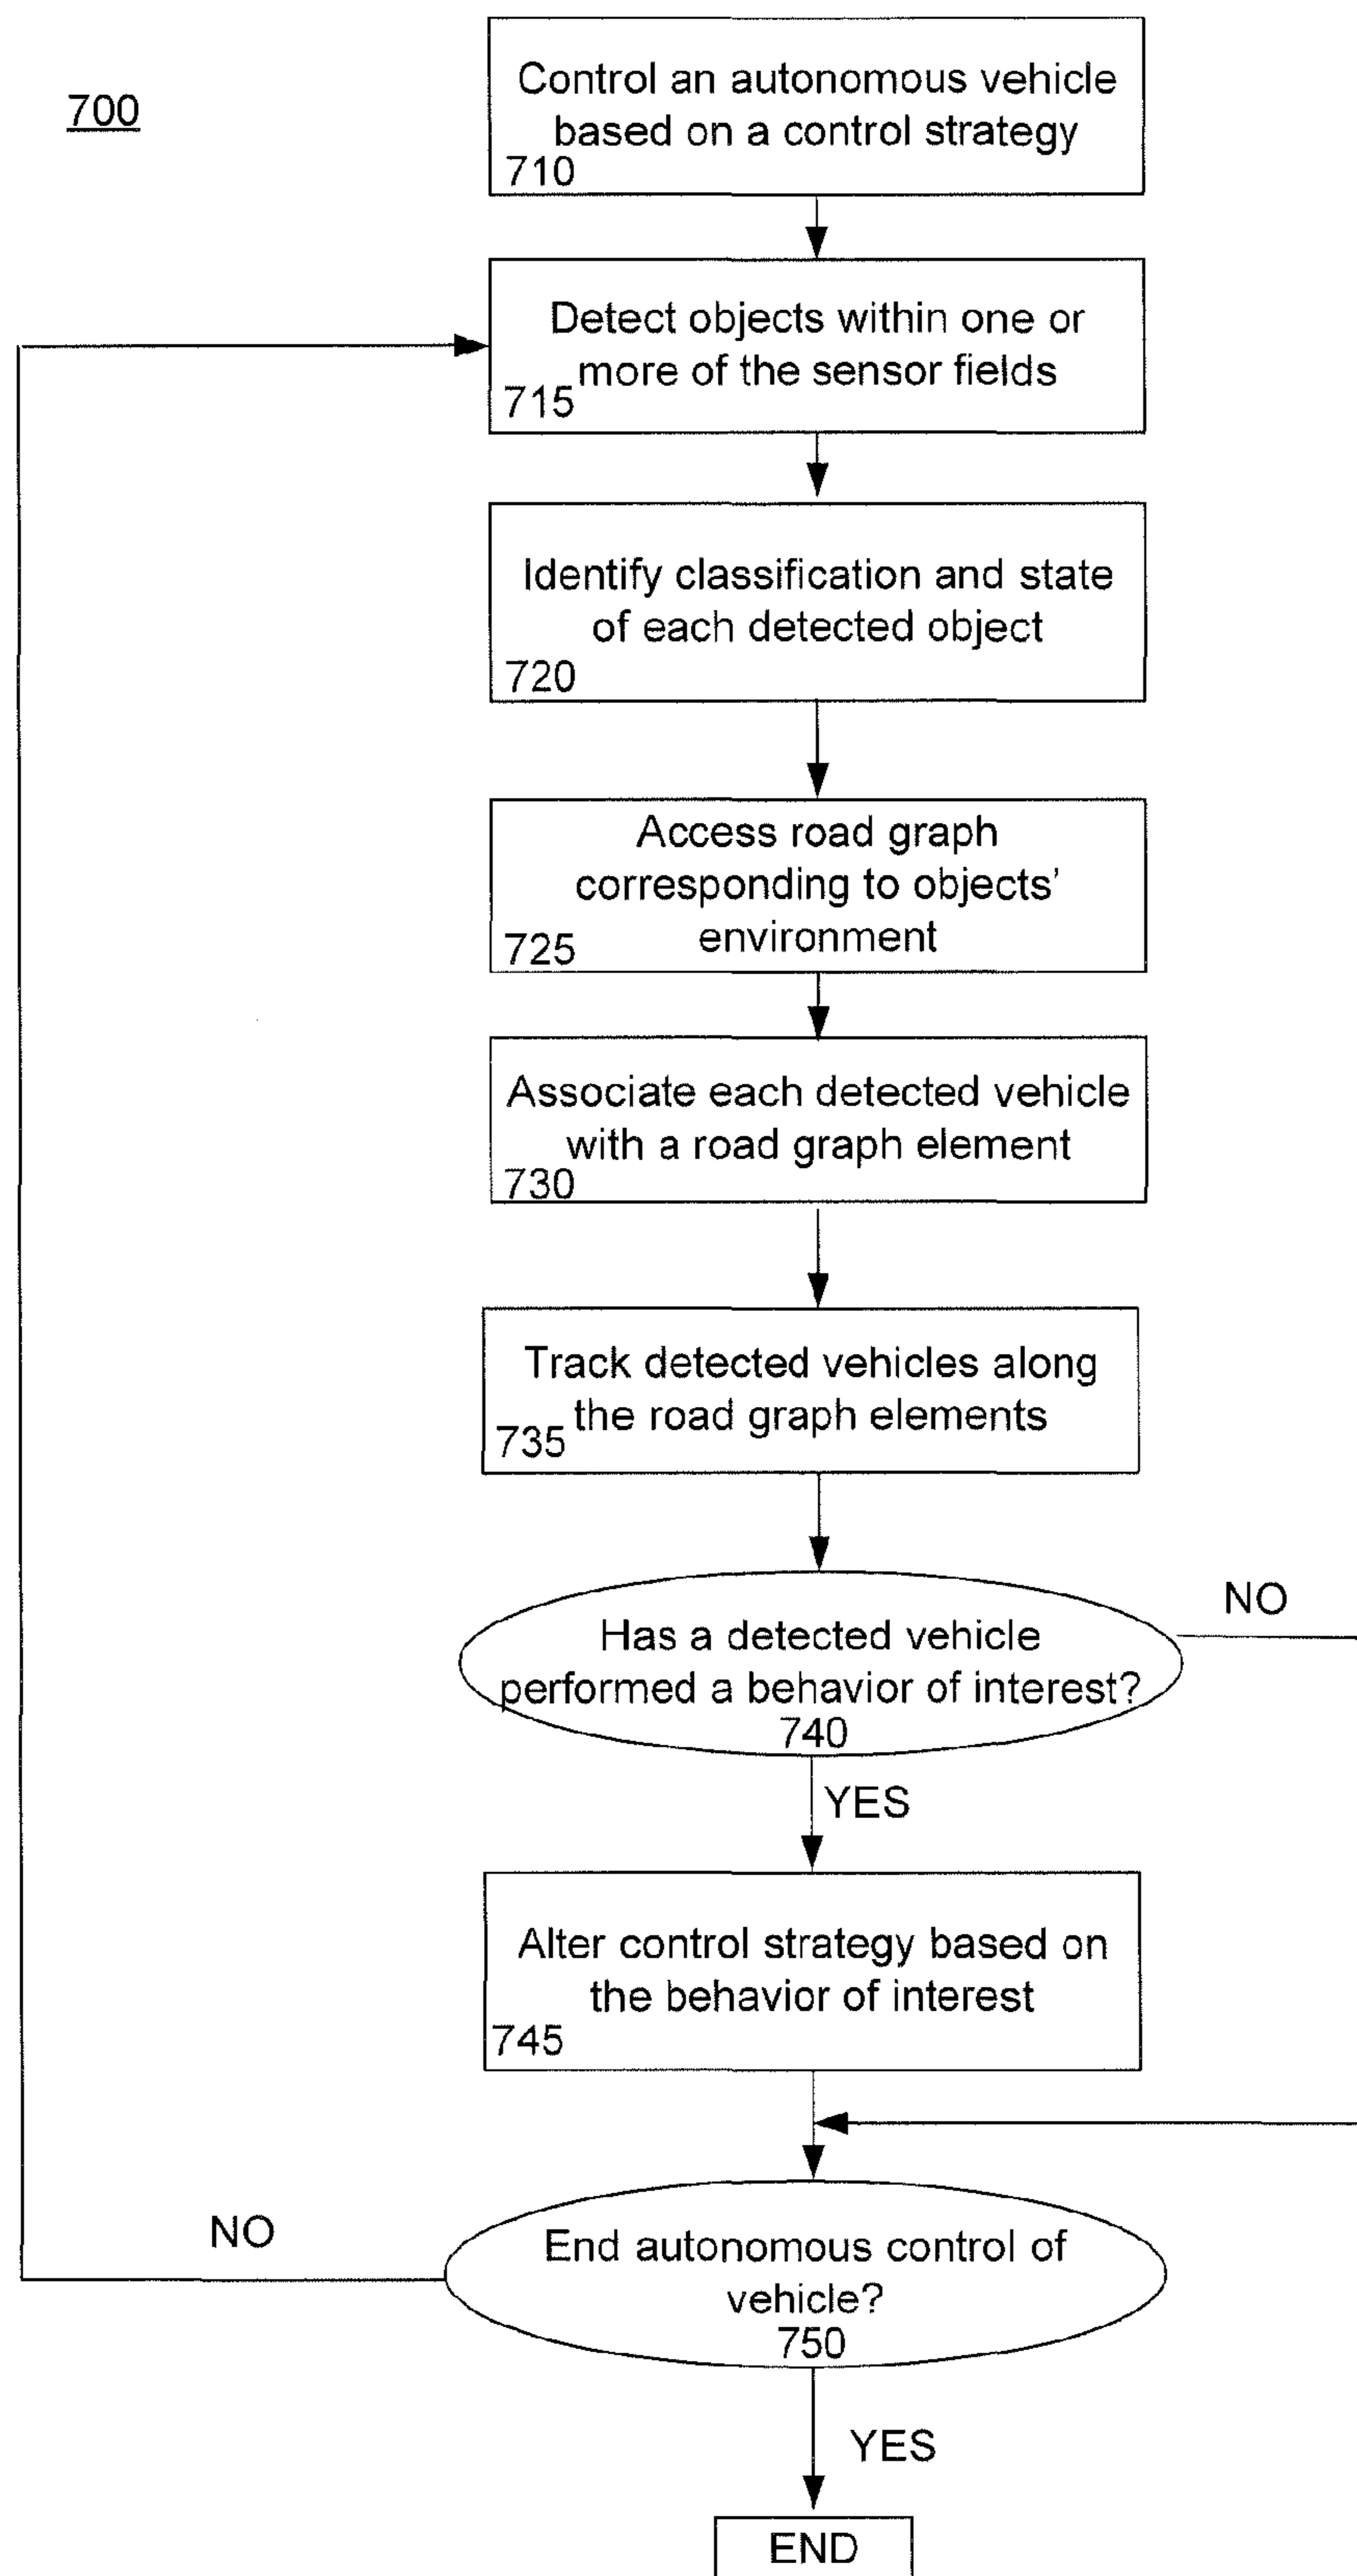 700
Control an autonomous vehicle
based on a control strategy
710
Detect objects within one or
more of the sensor fields
715
Identify classification and state
of each detected object
720
Access road graph
corresponding to objects'
environment
725
Associate each detected vehicle
with a road graph element
730
Track detected vehicles along
the road graph elements
735
Has a detected vehicle
performed a behavior of interest?
740
NO
YES
Alter control strategy based on
the behavior of interest
745
NO
End autonomous control of
vehicle?
750
YES
END